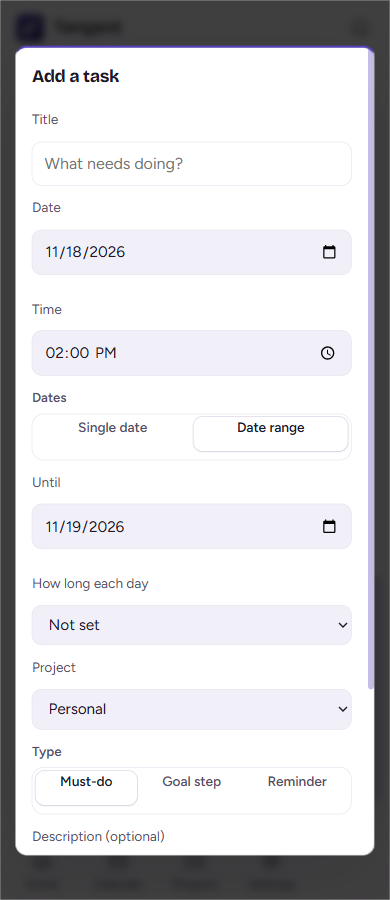 Tangent
Add a task
Title
What needs doing?
Date
11/18/2026
Time
02:00 PM
Dates
Single date
Date range
Until
11/19/2026
How long each day
Not set
Project
Personal
Type
Must-do
Goal step
Reminder
Description (optional)